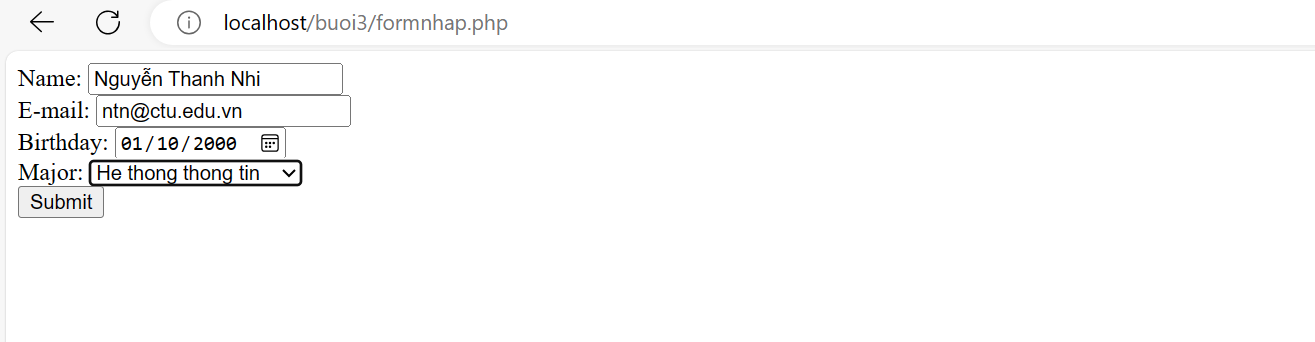 localhost/buoi3/formnhap.php
Name: Nguyễn Thanh Nhi
E-mail: ntn@ctu.edu.vn
Birthday: 01/10/2000
Major: He thong thong tin
Submit